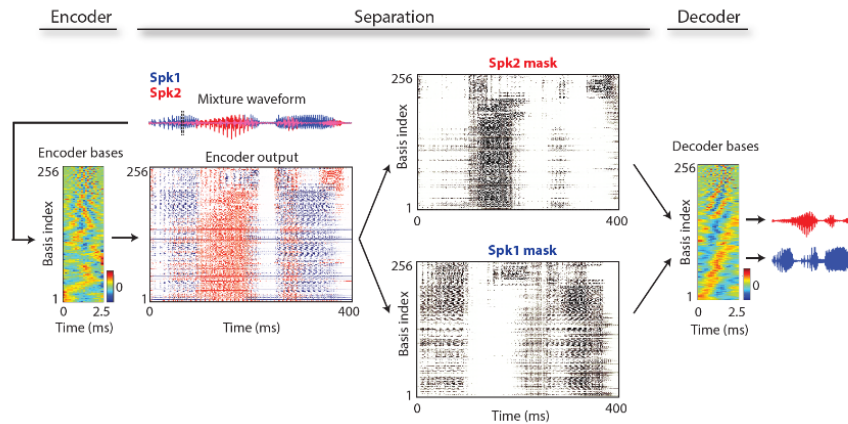 Encoder
Separation
Decoder
Spk1
Spk2
Mixture waveform
Encoder bases
256
Basis index
1
0
0 2.5
Time (ms)
Encoder output
256
1
0 400
Time (ms)
Spk2 mask
256
Basis index
1
0 400
Spk1 mask
256
Basis index
1
0 400
Time (ms)
Decoder bases
256
Basis index
1
0
0 2.5
Time (ms)